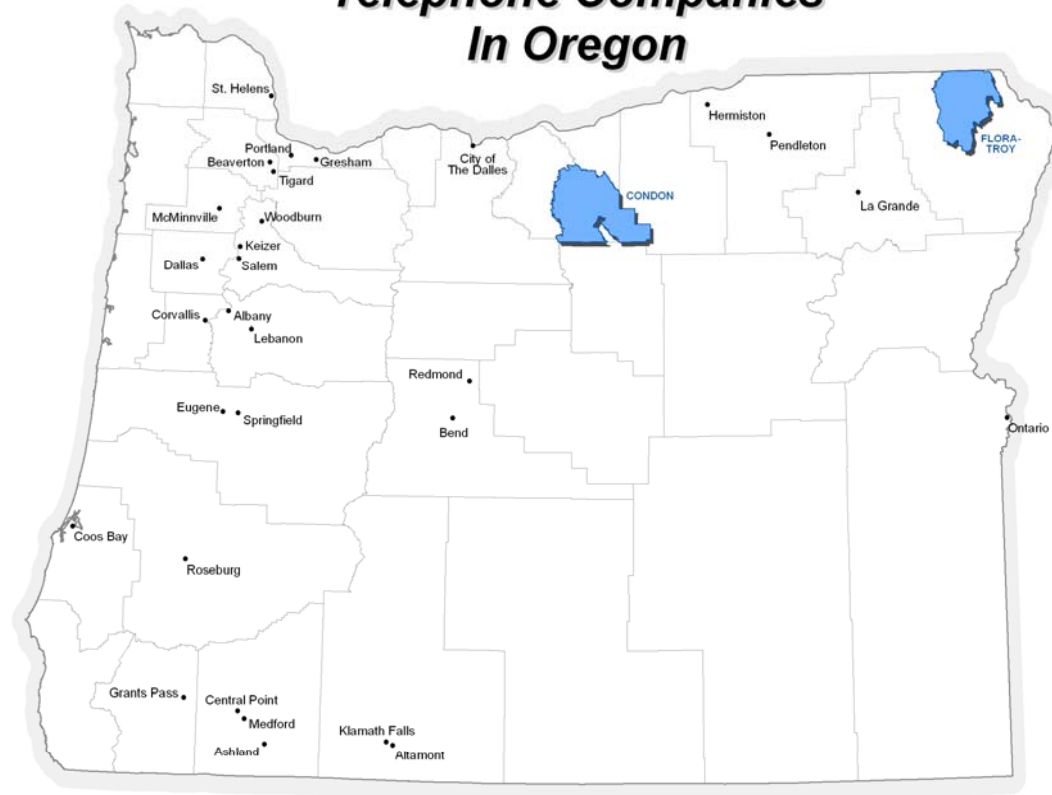 Telephone Companies
In Oregon
St. Helens
Portland
Beaverton
Gresham
Tigard
City of
The Dalles
Hermiston
Pendleton
FLORA-
TROY
CONDON
La Grande
McMinnville
Woodburn
Keizer
Dallas
Salem
Corvallis
Albany
Lebanon
Redmond
Bend
Eugene
Springfield
Ontario
Coos Bay
Roseburg
Grants Pass
Central Point
Medford
Ashland
Klamath Falls
Altamont